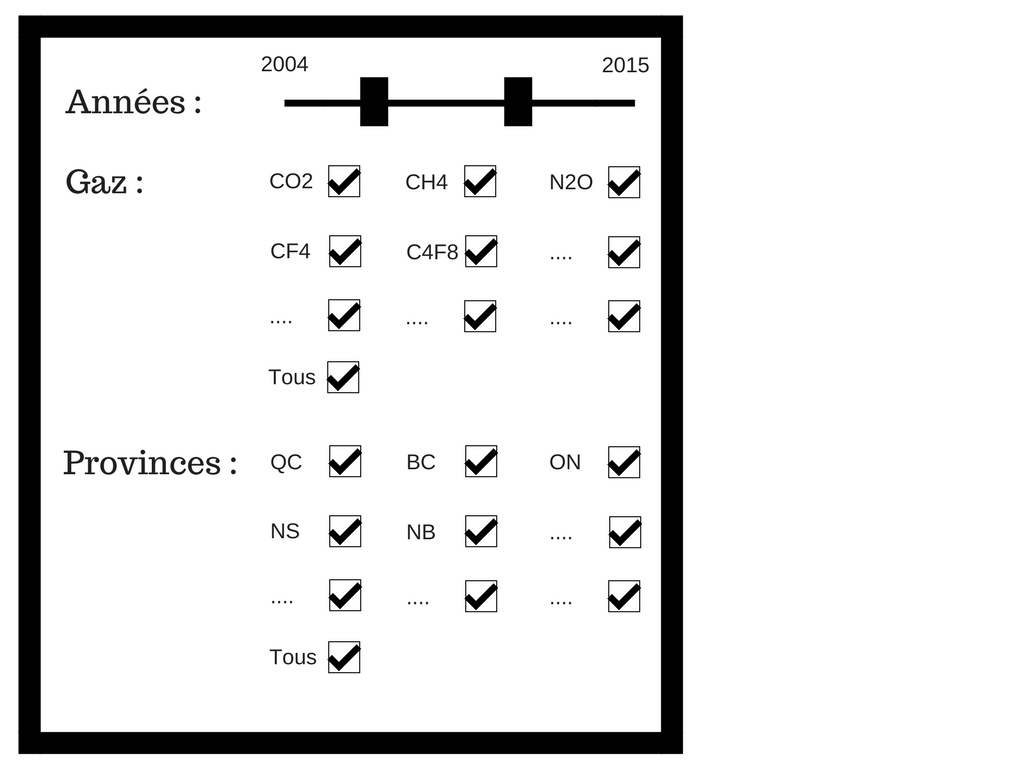 2004 2015
Années :
Gaz : CO2 CH4 N2O
CF4 C4F8 ....
.... .... ....
Tous
Provinces : QC BC ON
NS NB ....
.... .... ....
Tous